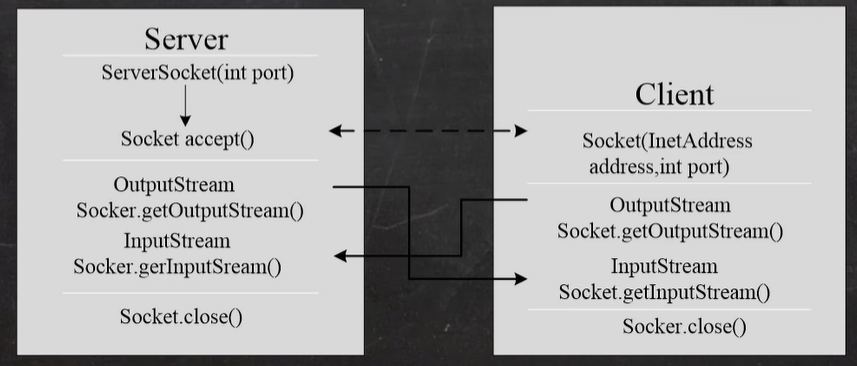 Server
ServerSocket(int port)
Socket accept()
OutputStream
Socker.getOutputStream()
InputStream
Socker.gerInputSream()
Socket.close()
Client
Socket(InetAddress
address,int port)
OutputStream
Socket.getOutputStream()
InputStream
Socket.getInputStream()
Socker.close()